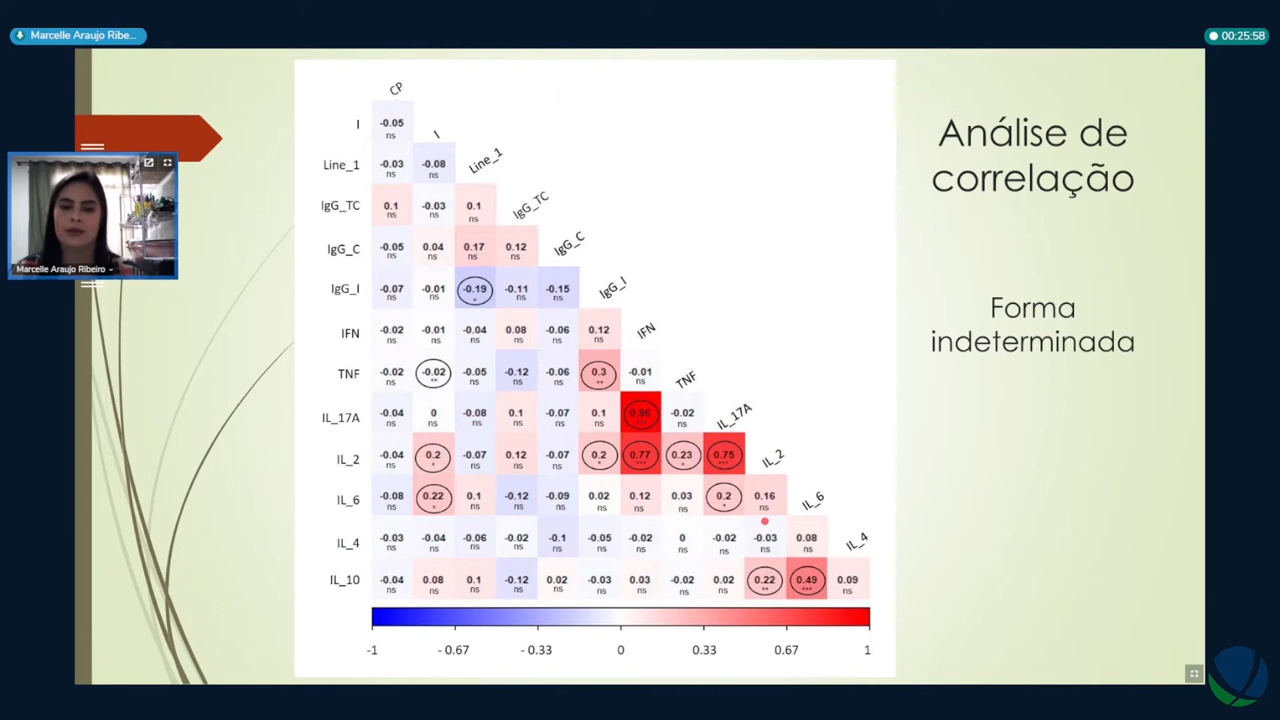 Marcelle Araujo Ribe...
00:25:58
Análise de
correlação
Forma
indeterminada
Marcelle Araujo Ribeiro
CP
I -0.05 I
ns
Line_1 -0.03 -0.08 Line_1
ns ns
IgG_TC 0.1 -0.03 0.1 IgG_TC
ns ns ns
IgG_C -0.05 0.04 0.17 0.12 IgG_C
ns ns ns ns
IgG_I -0.07 -0.01 -0.19 -0.11 -0.15 IgG_I
ns ns * ns ns
IFN -0.02 -0.01 -0.04 0.08 -0.06 0.12 IFN
ns ns ns ns ns ns
TNF -0.02 -0.02 -0.05 -0.12 -0.06 0.3 -0.01 TNF
ns ** ns ns ns ** ns
IL_17A -0.04 0 -0.08 0.1 -0.07 0.1 0.96 -0.02 IL_17A
ns ns ns ns ns ns *** ns
IL_2 -0.04 0.2 -0.07 0.12 -0.07 0.2 0.77 0.23 0.75 IL_2
ns * ns ns ns * *** * ***
IL_6 -0.08 0.22 0.1 -0.12 -0.09 0.02 0.12 0.03 0.2 0.16 IL_6
ns * ns ns ns ns ns ns * ns
IL_4 -0.03 -0.04 -0.06 -0.02 -0.1 -0.05 -0.02 0 -0.02 -0.03 0.08 IL_4
ns ns ns ns ns ns ns ns ns ns ns
IL_10 -0.04 0.08 0.1 -0.12 0.02 -0.03 0.03 -0.02 0.02 0.22 0.49 0.09
ns ns ns ns ns ns ns ns ns ** *** ns
-1 -0.67 -0.33 0 0.33 0.67 1